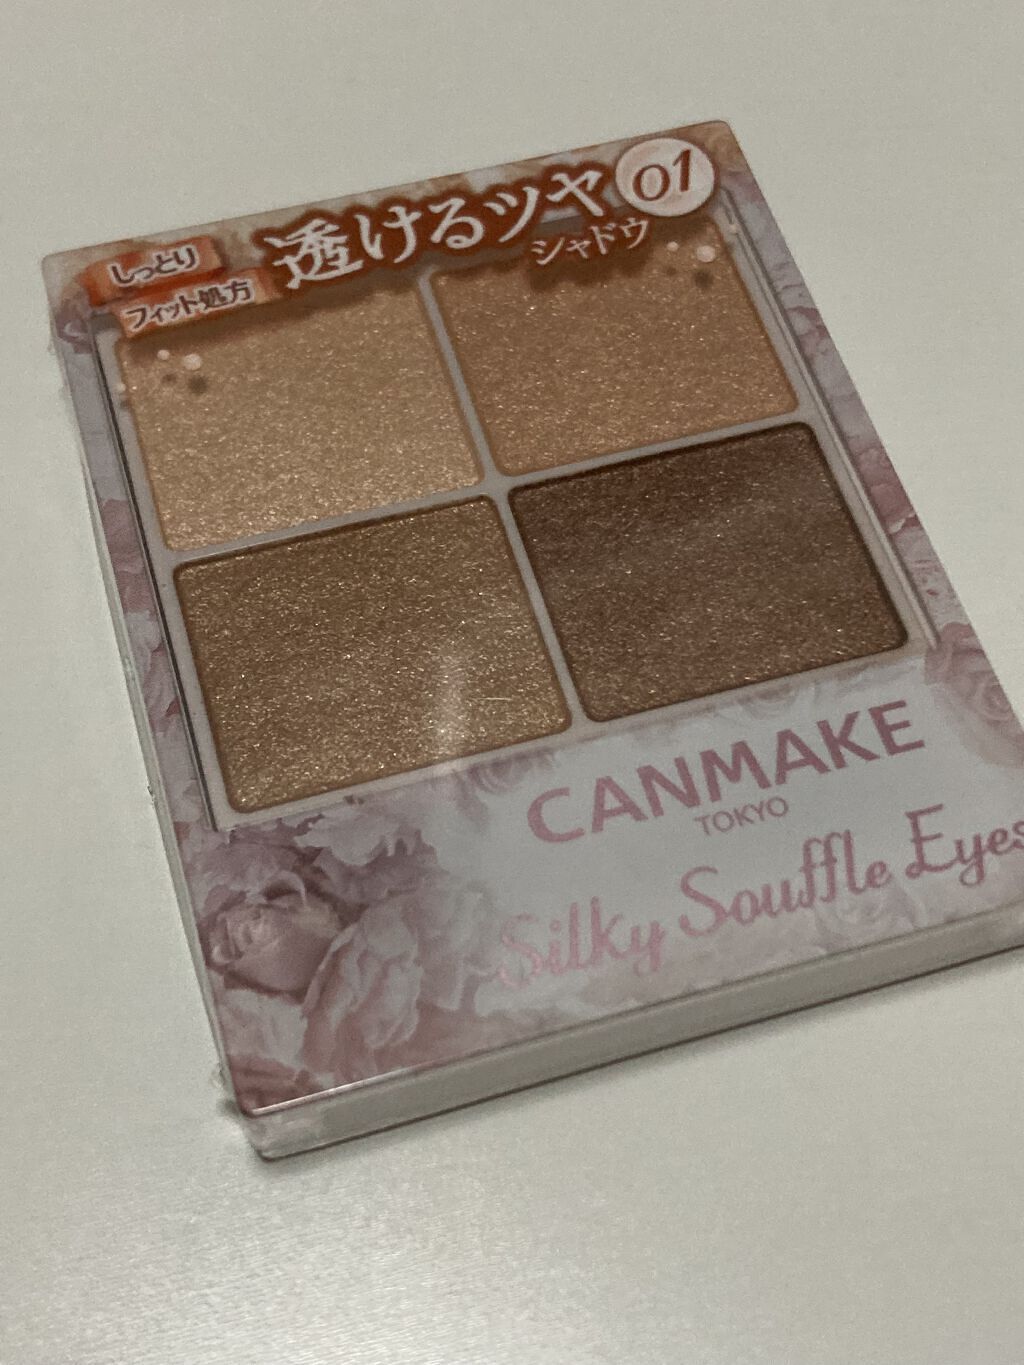 しっとり
フィット処方
透けるツヤ
シャドウ
01
CANMAKE
TOKYO
Silky Souffle Eyes